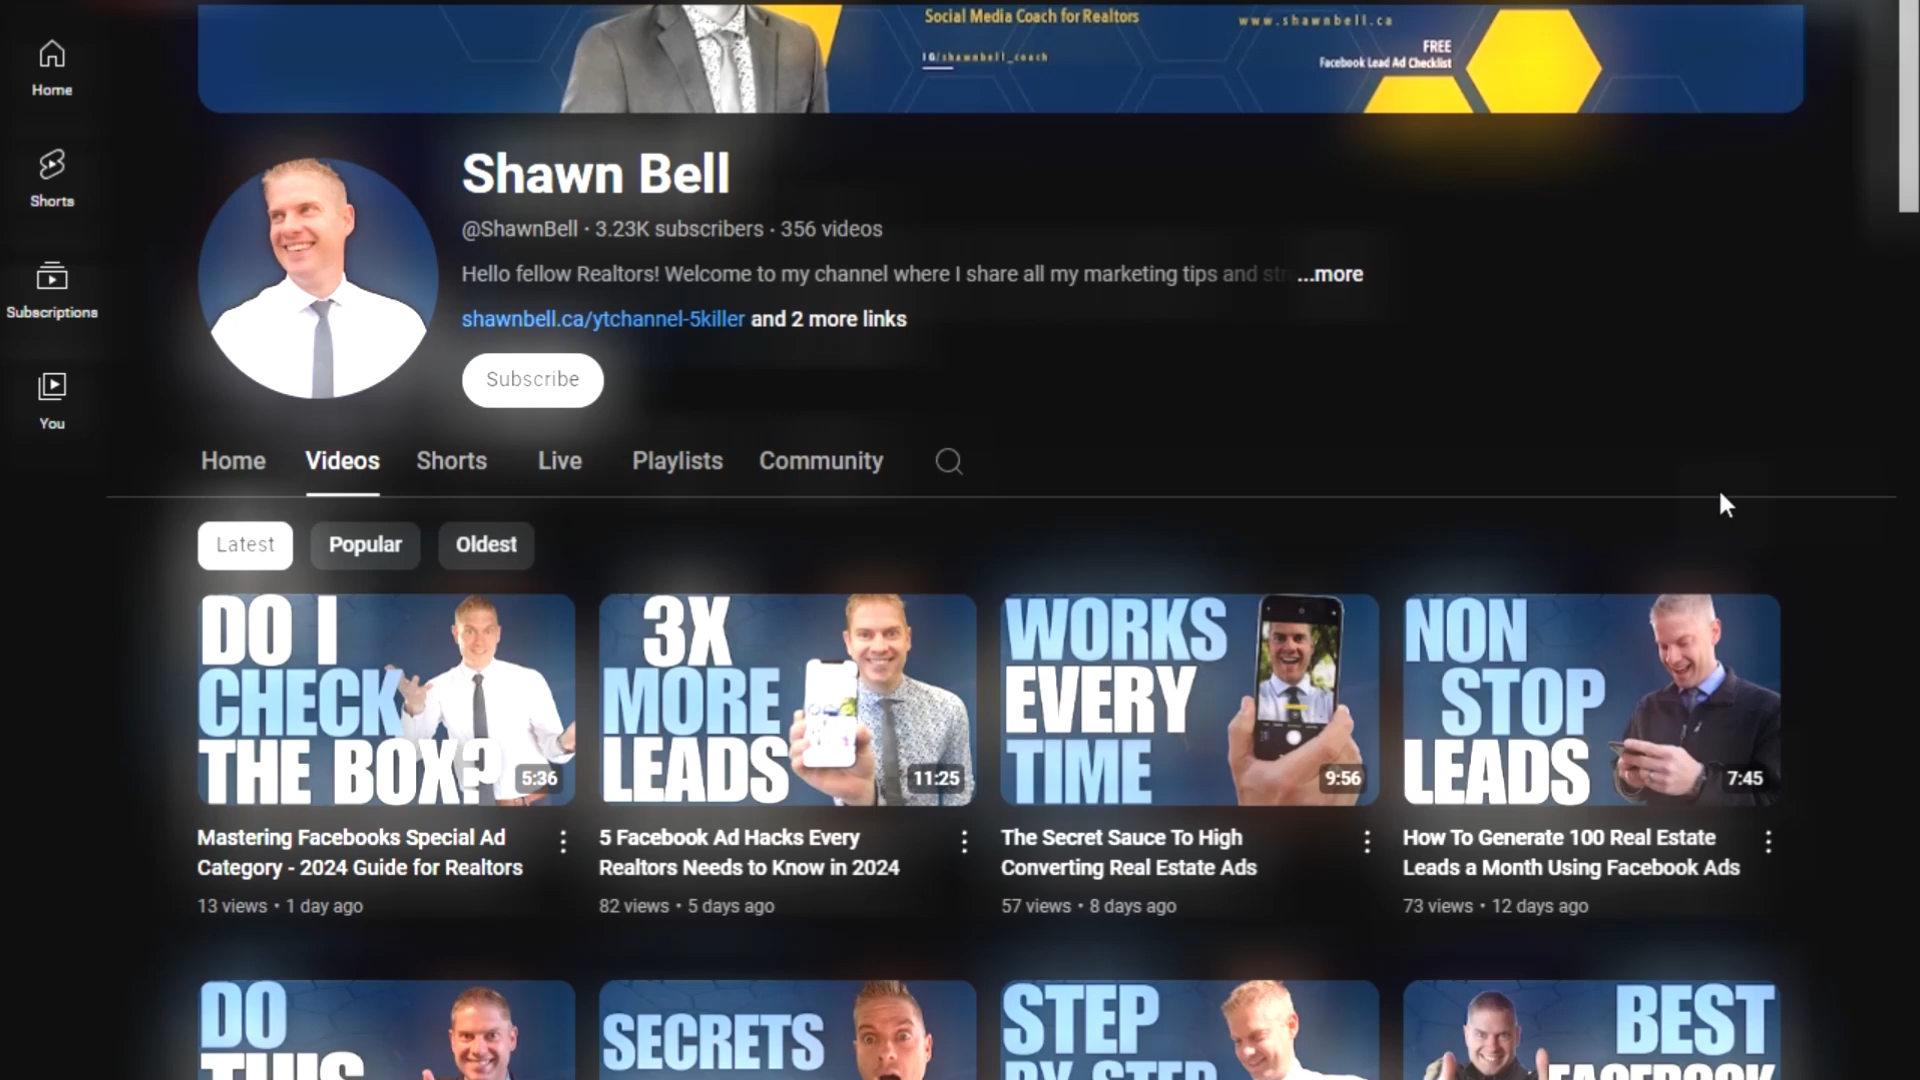 Social Media Coach for Realtors
IG/shawnbell_coach
www.shawnbell.ca
FREE
Facebook Lead Ad Checklist
Home
Shorts
Subscriptions
You
Shawn Bell
@ShawnBell · 3.23K subscribers · 356 videos
Hello fellow Realtors! Welcome to my channel where I share all my marketing tips and ...more
shawnbell.ca/ytchannel-5killer and 2 more links
Subscribe
Home Videos Shorts Live Playlists Community
Latest Popular Oldest
DO I
CHECK
THE BOX?
5:36
3X
MORE
LEADS
11:25
WORKS
EVERY
TIME
9:56
NON
STOP
LEADS
7:45
Mastering Facebooks Special Ad
Category - 2024 Guide for Realtors
13 views • 1 day ago
5 Facebook Ad Hacks Every
Realtors Needs to Know in 2024
82 views • 5 days ago
The Secret Sauce To High
Converting Real Estate Ads
57 views • 8 days ago
How To Generate 100 Real Estate
Leads a Month Using Facebook Ads
73 views • 12 days ago
DO
THIS
SECRETS
STEP
BY STEP
BEST
FACEBOOK